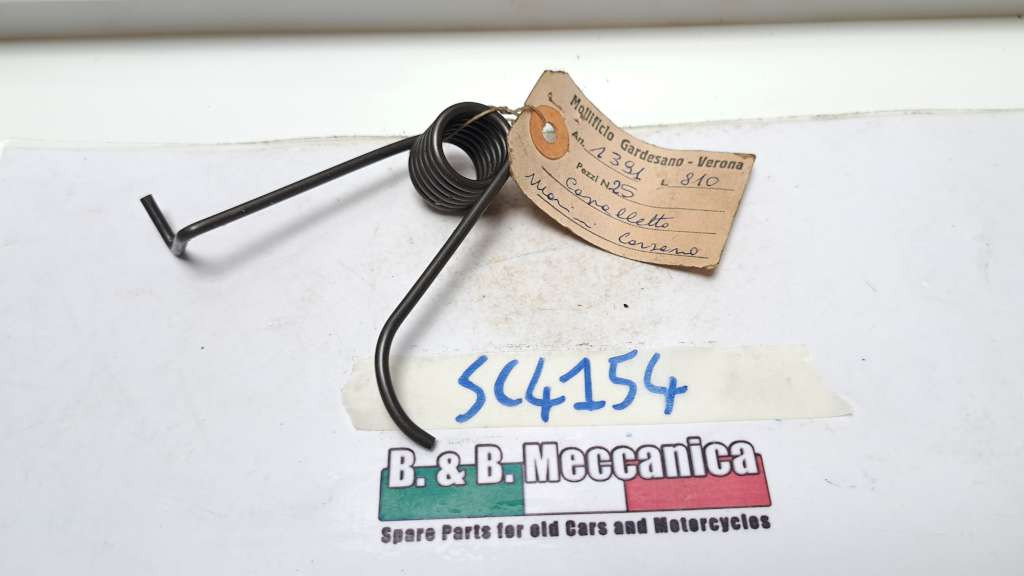 Mollificio Gardesano - Verona
Art. 1391 L 810
Pezzi N. 25
Cavalletto
Corsaro
SC4154
B. & B. Meccanica
Spare Parts for old Cars and Motorcycles